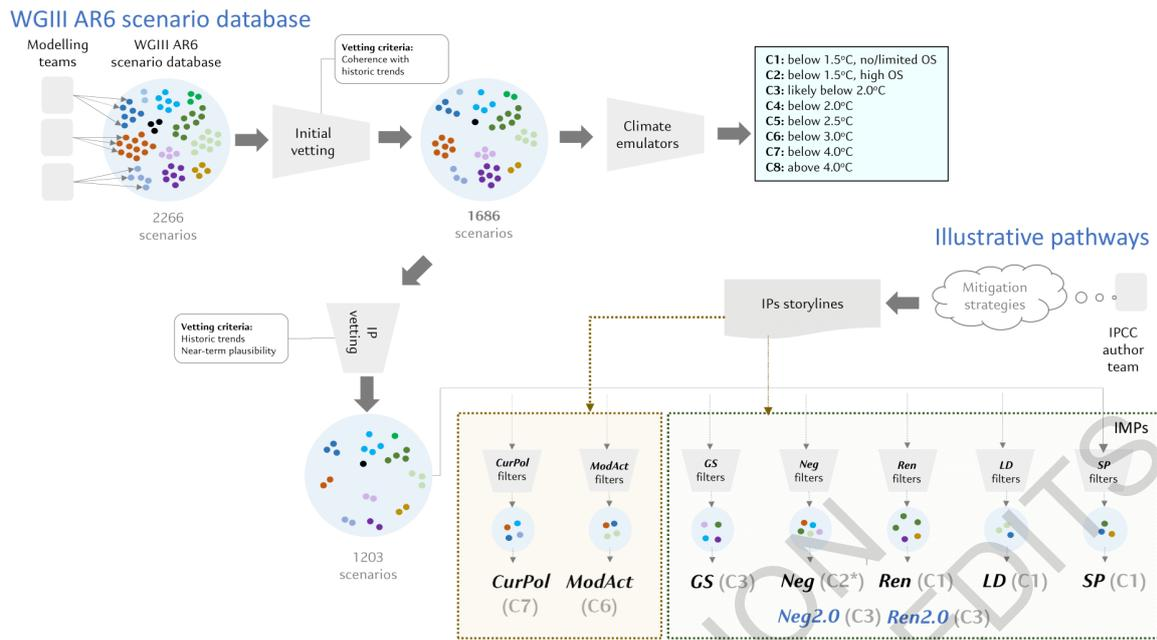 WGIII AR6 scenario database
Modelling
teams
WGIII AR6
scenario database
Vetting criteria:
Coherence with
historic trends
Initial
vetting
Climate
emulators
C1: below 1.5°C, no/limited OS
C2: below 1.5°C, high OS
C3: likely below 2.0°C
C4: below 2.0°C
C5: below 2.5°C
C6: below 3.0°C
C7: below 4.0°C
C8: above 4.0°C
2266
scenarios
1686
scenarios
Illustrative pathways
IPs storylines
Mitigation
strategies
IPCC
author
team
Vetting criteria:
Historic trends
Near-term plausibility
IP
vetting
1203
scenarios
IMPs
CurPol
filters
ModAct
filters
GS
filters
Neg
filters
Ren
filters
LD
filters
SP
filters
CurPol
(C7)
ModAct
(C6)
GS (C3)
Neg (C2*)
Ren (C1)
LD (C1)
SP (C1)
Neg2.0 (C3)
Ren2.0 (C3)
ION
EDITS